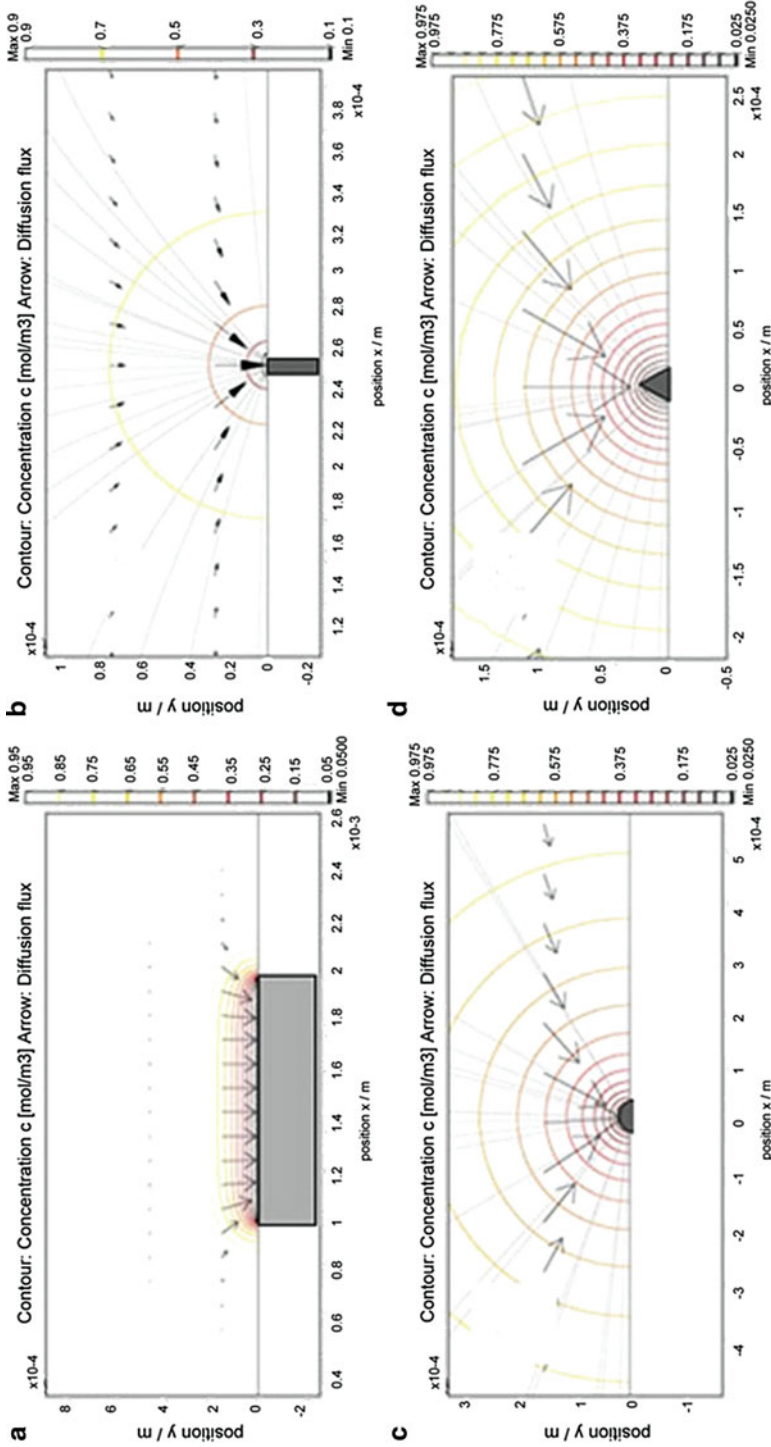 a
Contour: Concentration c [mol/m3] Arrow: Diffusion flux
x10-4
Max 0.95
0.95
0.85
0.75
0.65
0.55
0.45
0.35
0.25
0.15
0.05
Min 0.0500
8
6
4
2
0
-2
position y / m
0.4 0.6 0.8 1 1.2 1.4 1.6 1.8 2 2.2 2.4 2.6
x10-3
position x / m
b
Contour: Concentration c [mol/m3] Arrow: Diffusion flux
x10-4
Max 0.9
0.9
0.7
0.5
0.3
0.1
Min 0.1
1
0.8
0.6
0.4
0.2
0
-0.2
position y / m
1.2 1.4 1.6 1.8 2 2.2 2.4 2.6 2.8 3 3.2 3.4 3.6 3.8
x10-4
position x / m
c
Contour: Concentration c [mol/m3] Arrow: Diffusion flux
x10-4
Max 0.975
0.975
0.775
0.575
0.375
0.175
0.025
Min 0.0250
3
2
1
0
-1
position y / m
-4 -3 -2 -1 0 1 2 3 4 5
x10-4
position x / m
d
Contour: Concentration c [mol/m3] Arrow: Diffusion flux
x10-4
Max 0.975
0.975
0.775
0.575
0.375
0.175
0.025
Min 0.0250
1.5
1
0.5
0
-0.5
position y / m
-2 -1.5 -1 -0.5 0 0.5 1 1.5 2 2.5
x10-4
position x / m